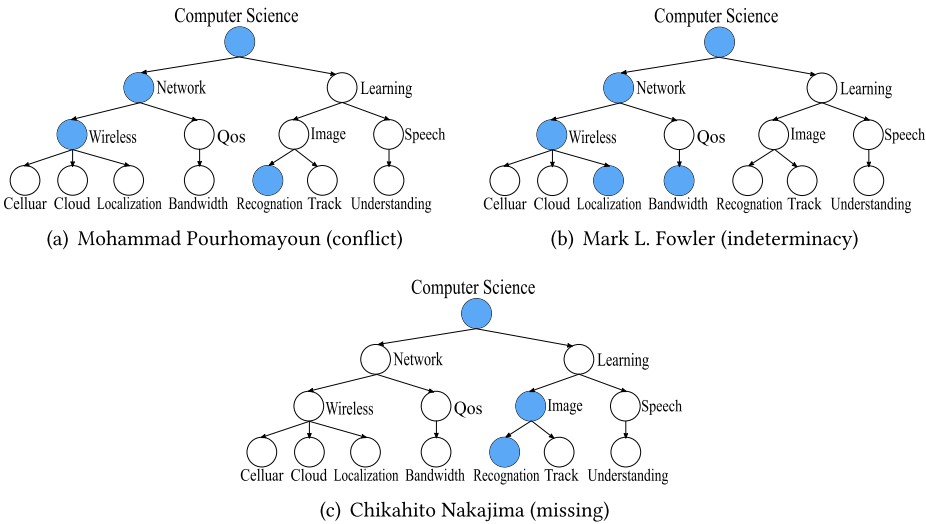 Computer Science
Network
Learning
Wireless
Qos
Image
Speech
Celluar Cloud Localization Bandwidth Recognation Track Understanding
(a) Mohammad Pourhomayoun (conflict)
Computer Science
Network
Learning
Wireless
Qos
Image
Speech
Celluar Cloud Localization Bandwidth Recognation Track Understanding
(b) Mark L. Fowler (indeterminacy)
Computer Science
Network
Learning
Wireless
Qos
Image
Speech
Celluar Cloud Localization Bandwidth Recognation Track Understanding
(c) Chikahito Nakajima (missing)